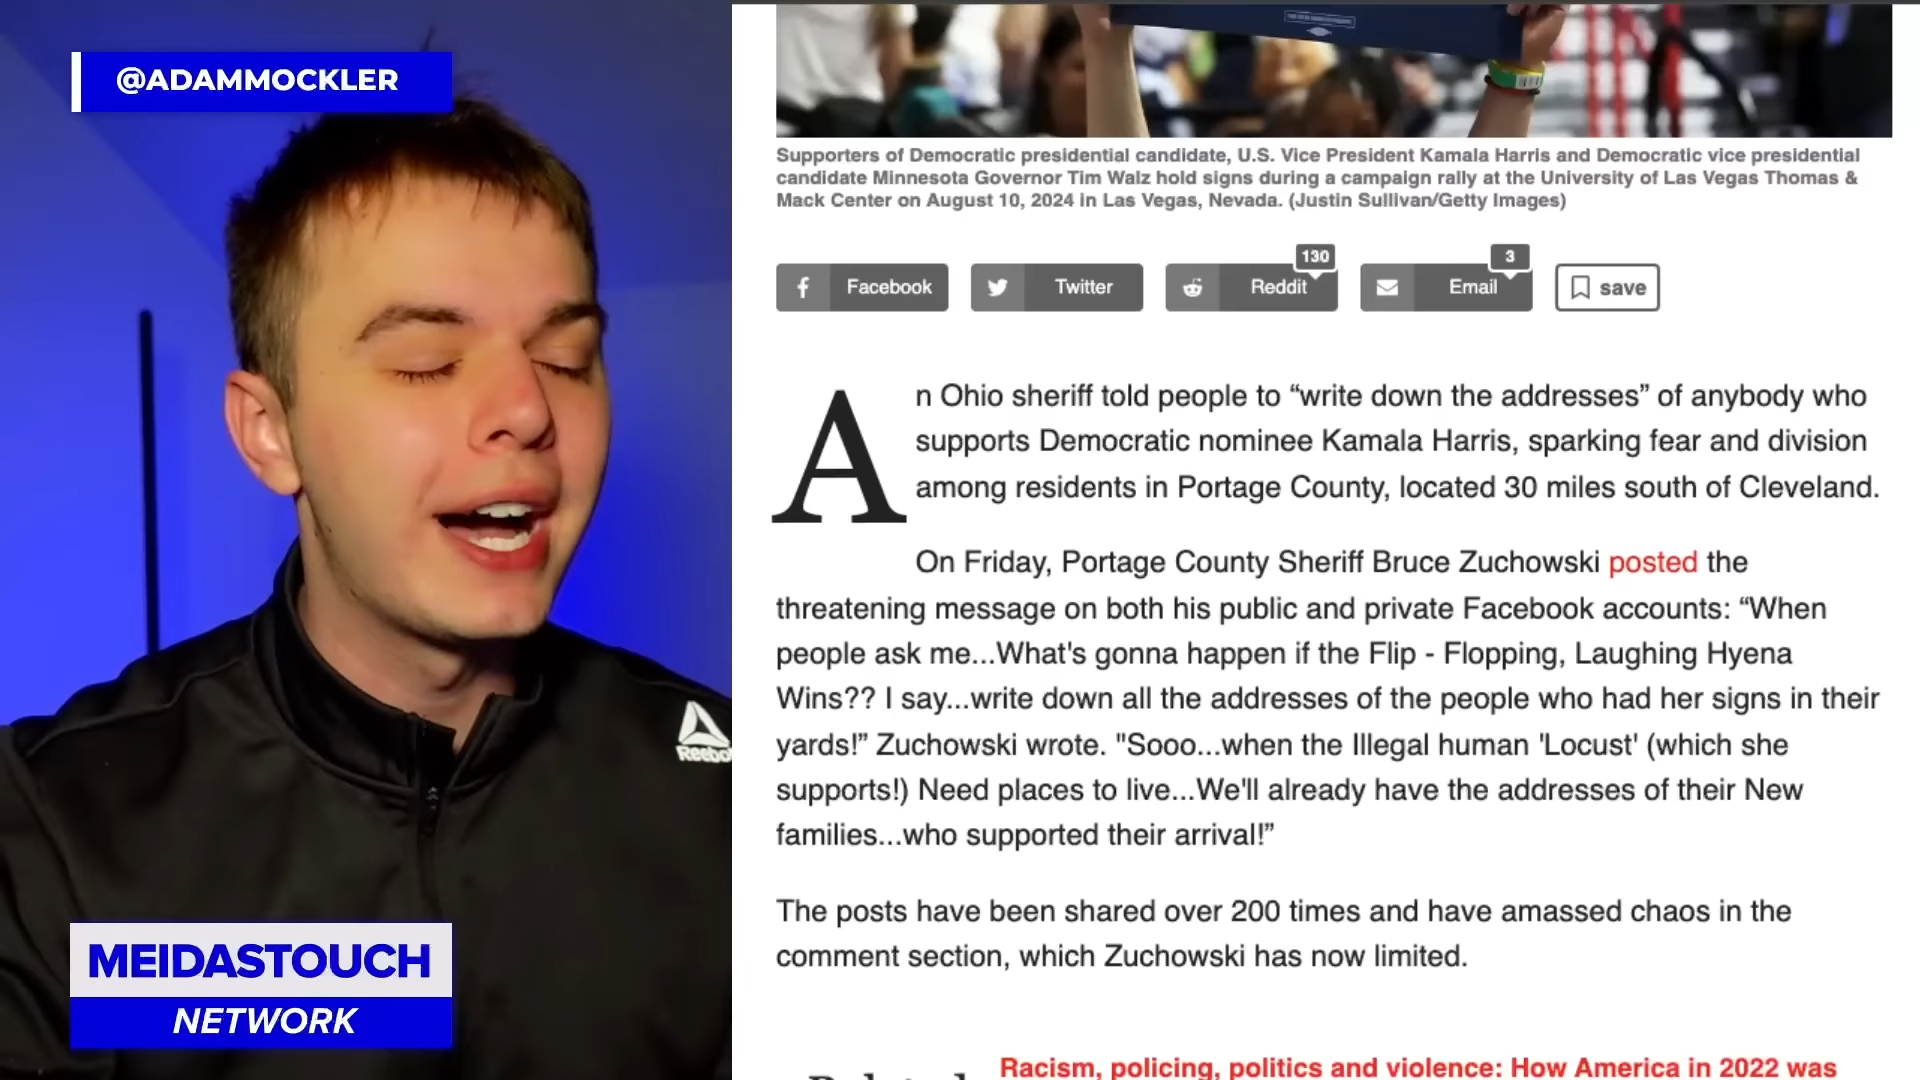 @ADAMMOCKLER
Supporters of Democratic presidential candidate, U.S. Vice President Kamala Harris and Democratic vice presidential
candidate Minnesota Governor Tim Walz hold signs during a campaign rally at the University of Las Vegas Thomas &
Mack Center on August 10, 2024 in Las Vegas, Nevada. (Justin Sullivan/Getty Images)
130
3
Facebook
Twitter
Reddit
Email
save
An Ohio sheriff told people to “write down the addresses” of anybody who
supports Democratic nominee Kamala Harris, sparking fear and division
among residents in Portage County, located 30 miles south of Cleveland.
On Friday, Portage County Sheriff Bruce Zuchowski posted the
threatening message on both his public and private Facebook accounts: “When
people ask me...What's gonna happen if the Flip - Flopping, Laughing Hyena
Wins?? I say...write down all the addresses of the people who had her signs in their
yards!” Zuchowski wrote. "Sooo...when the Illegal human 'Locust' (which she
supports!) Need places to live...We'll already have the addresses of their New
families...who supported their arrival!”
The posts have been shared over 200 times and have amassed chaos in the
comment section, which Zuchowski has now limited.
Racism, policing, politics and violence: How America in 2022 was
MEIDASTOUCH
NETWORK